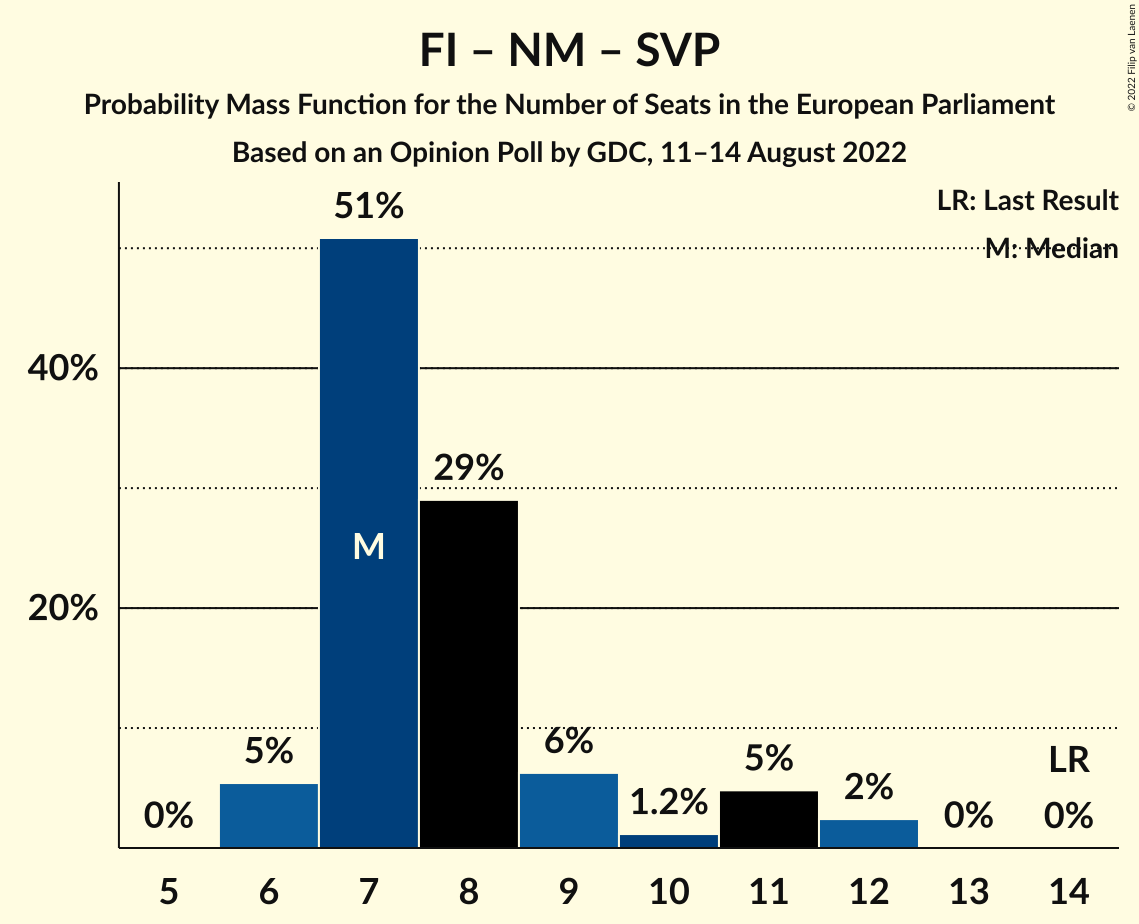 FI – NM – SVP
Probability Mass Function for the Number of Seats in the European Parliament
Based on an Opinion Poll by GDC, 11–14 August 2022
© 2022 Filip van Laenen
LR: Last Result
M: Median
51%
40%
29%
M
20%
6%
5%
5%
LR
2%
1.2%
0%
0%
0%
5 6 7 8 9 10 11 12 13 14